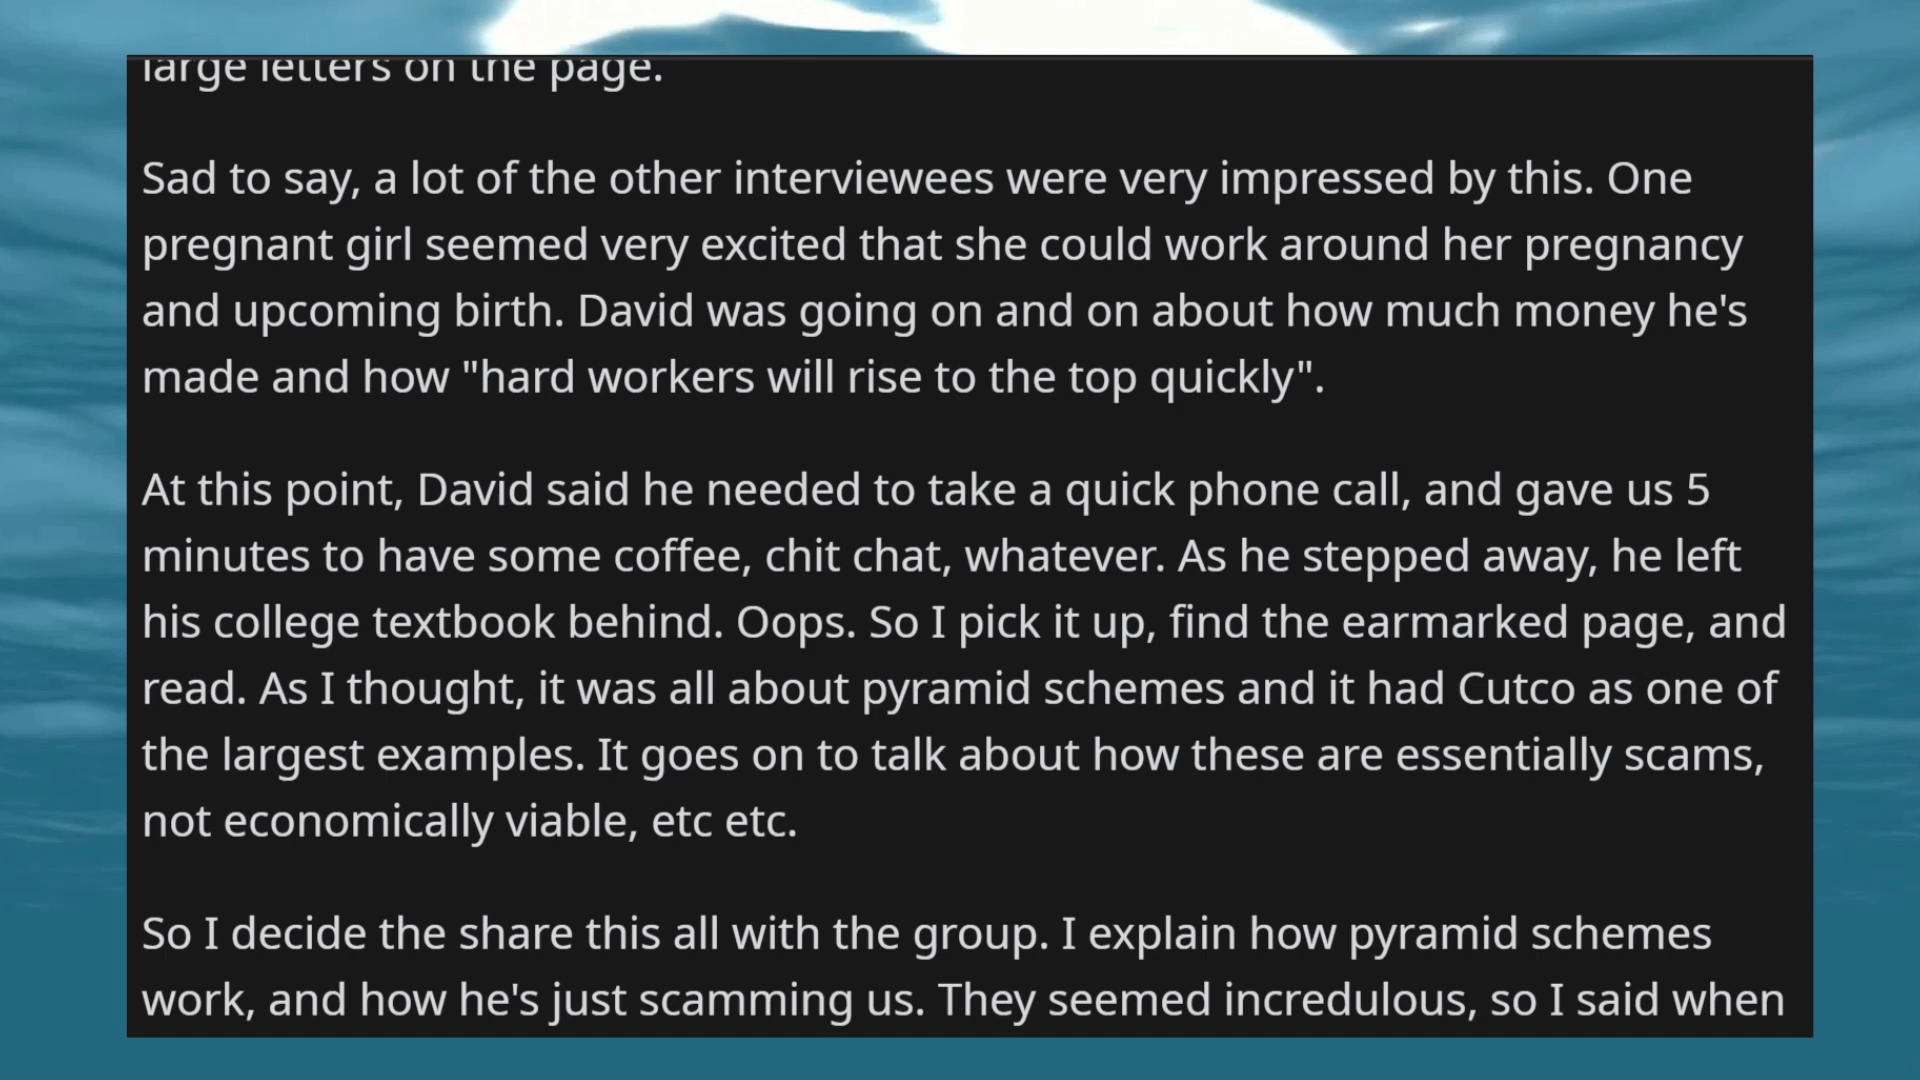 large letters on the page.
Sad to say, a lot of the other interviewees were very impressed by this. One
pregnant girl seemed very excited that she could work around her pregnancy
and upcoming birth. David was going on and on about how much money he's
made and how "hard workers will rise to the top quickly".
At this point, David said he needed to take a quick phone call, and gave us 5
minutes to have some coffee, chit chat, whatever. As he stepped away, he left
his college textbook behind. Oops. So I pick it up, find the earmarked page, and
read. As I thought, it was all about pyramid schemes and it had Cutco as one of
the largest examples. It goes on to talk about how these are essentially scams,
not economically viable, etc etc.
So I decide the share this all with the group. I explain how pyramid schemes
work, and how he's just scamming us. They seemed incredulous, so I said when